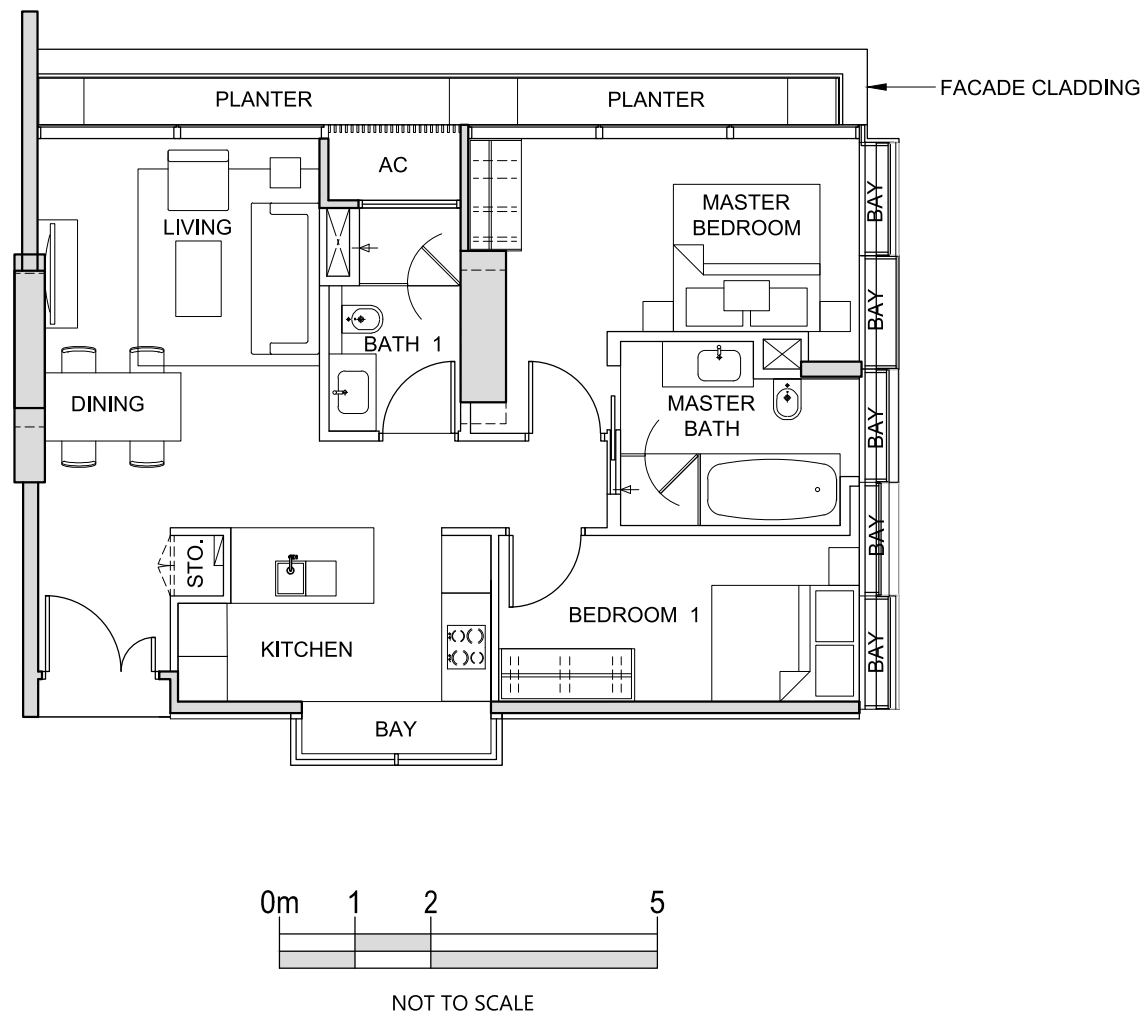 FACADE CLADDING
PLANTER
PLANTER
AC
LIVING
MASTER
BEDROOM
BAY
BAY
BATH 1
DINING
MASTER
BATH
BAY
STO.
BAY
KITCHEN
BEDROOM 1
BAY
BAY
0m 1 2 5
NOT TO SCALE